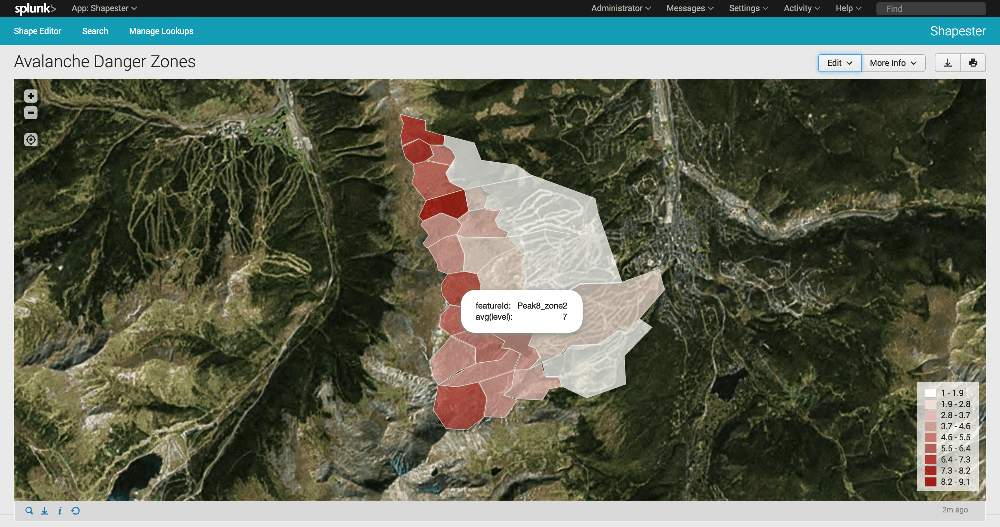 splunk>
App: Shapester
Administrator
Messages
Settings
Activity
Help
Find
Shape Editor
Search
Manage Lookups
Shapester
Avalanche Danger Zones
Edit
More Info
featureId: Peak8_zone2
avg(level): 7
1 - 1.9
1.9 - 2.8
2.8 - 3.7
3.7 - 4.6
4.6 - 5.5
5.5 - 6.4
6.4 - 7.3
7.3 - 8.2
8.2 - 9.1
2m ago